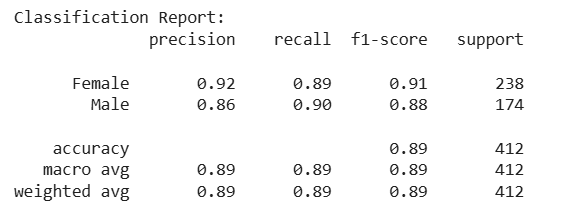 Classification Report:
precision recall f1-score support
Female 0.92 0.89 0.91 238
Male 0.86 0.90 0.88 174
accuracy 0.89 412
macro avg 0.89 0.89 0.89 412
weighted avg 0.89 0.89 0.89 412